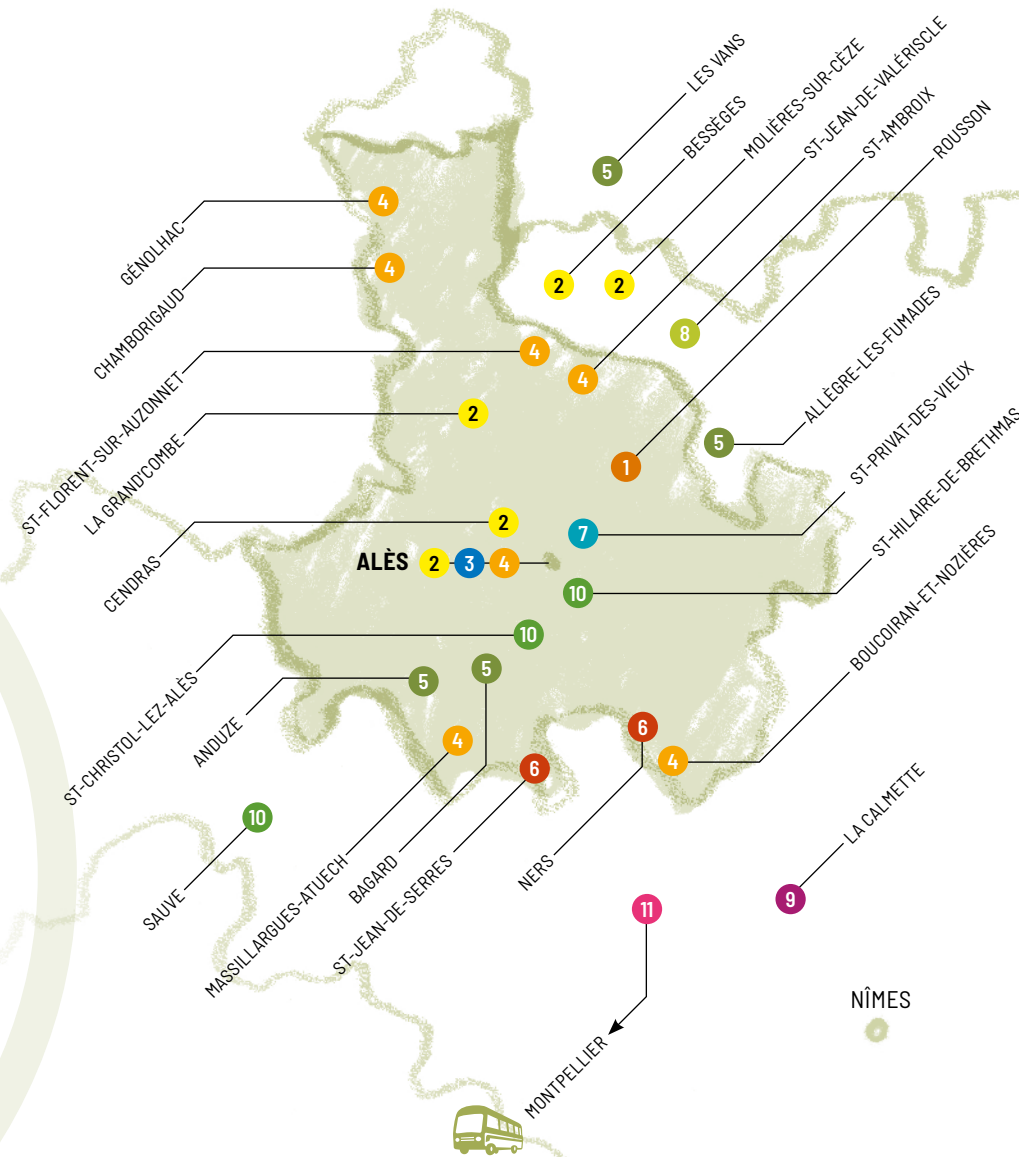 LES VANS
5
BESSÈGES
2
MOLIÈRES-SUR-CÈZE
2
ST-JEAN-DE-VALÉRISCLE
4
ST-AMBROIX
8
ROUSSON
1
GÉNOLHAC
4
CHAMBORIGAUD
4
ST-FLORENT-SUR-AUZONNET
4
LA GRAND'COMBE
2
CENDRAS
2
ALÈS 2 3 4
ALLÈGRE-LES-FUMADES
5
ST-PRIVAT-DES-VIEUX
7
ST-HILAIRE-DE-BRETHMAS
10
BOUCOIRAN-ET-NOZIÈRES
4
ST-CHRISTOL-LEZ-ALÈS
10
ANDUZE
5
SAUVE
10
MASSILLARGUES-ATUECH
4
BAGARD
5
ST-JEAN-DE-SERRES
6
NERS
6
LA CALMETTE
9
11
MONTPELLIER
NÎMES